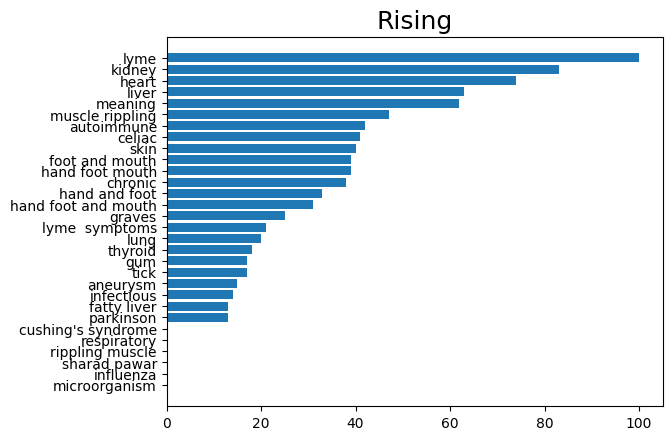 Rising
lyme
kidney
heart
liver
meaning
muscle rippling
autoimmune
celiac
skin
foot and mouth
hand foot mouth
chronic
hand and foot
hand foot and mouth
graves
lyme  symptoms
lung
thyroid
gum
tick
aneurysm
infectious
fatty liver
parkinson
cushing's syndrome
respiratory
rippling muscle
sharad pawar
influenza
microorganism
0 20 40 60 80 100